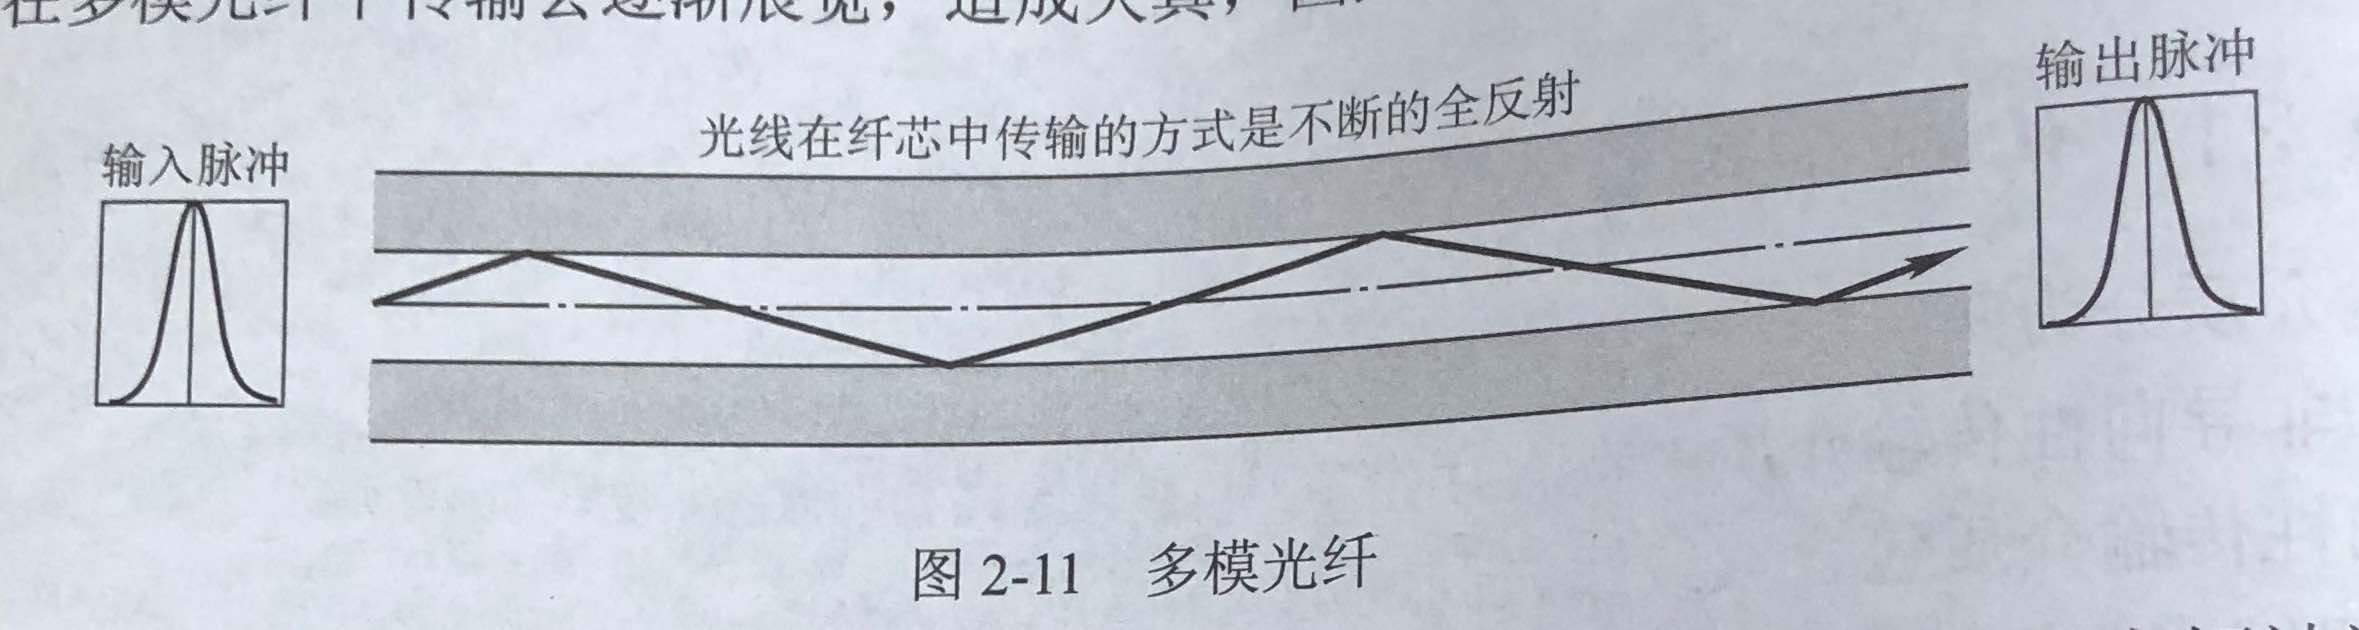 在多模光纤中传输会逐渐展宽，造成失真，
输出脉冲
光线在纤芯中传输的方式是不断的全反射
输入脉冲
图 2-11 多模光纤